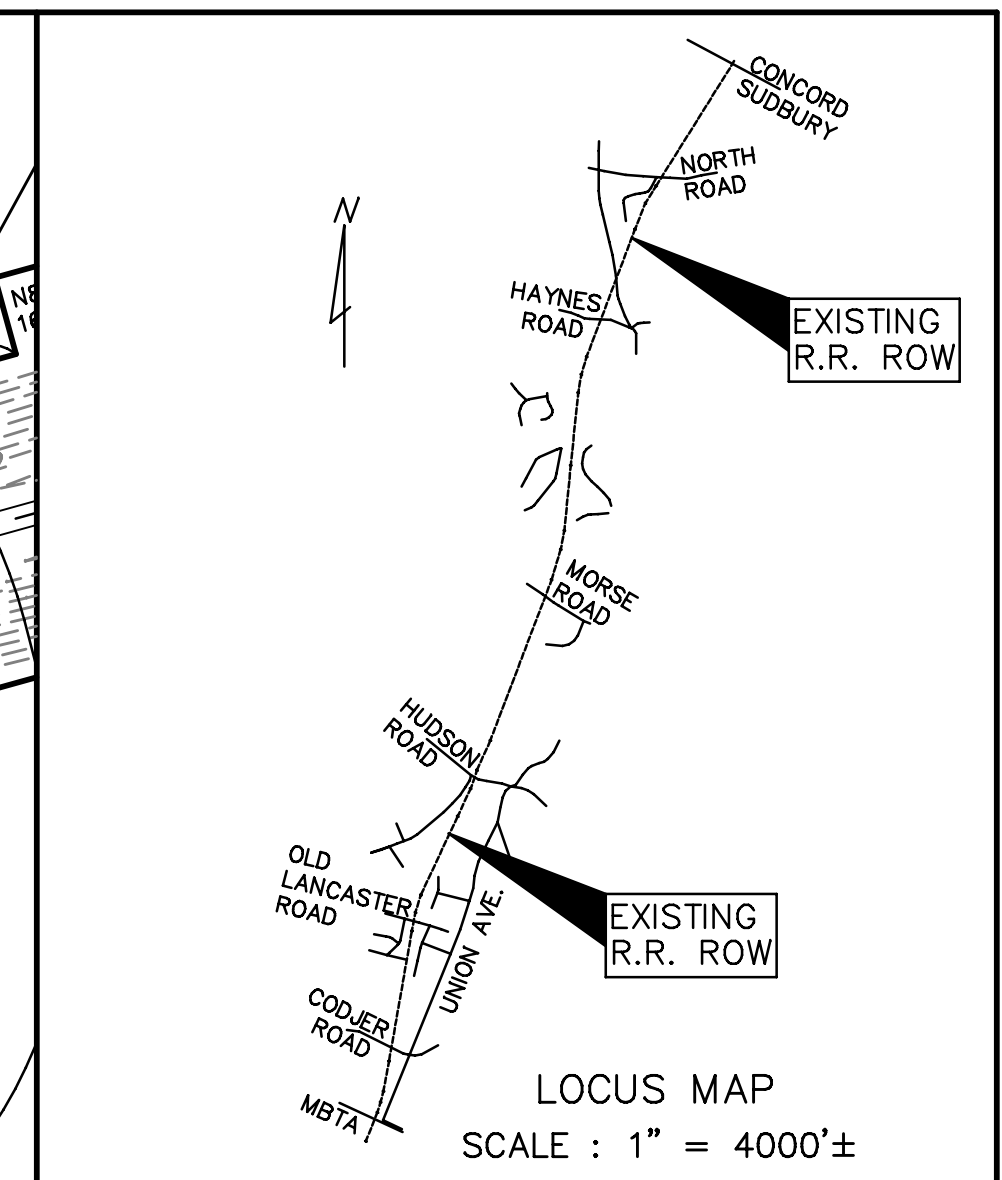 CONCORD
SUDBURY
NORTH
ROAD
N
HAYNES
ROAD
EXISTING
R.R. ROW
MORSE
ROAD
HUDSON
ROAD
OLD
LANCASTER
ROAD
UNION AVE.
EXISTING
R.R. ROW
CODJER
ROAD
MBTA
LOCUS MAP
SCALE : 1" = 4000'±